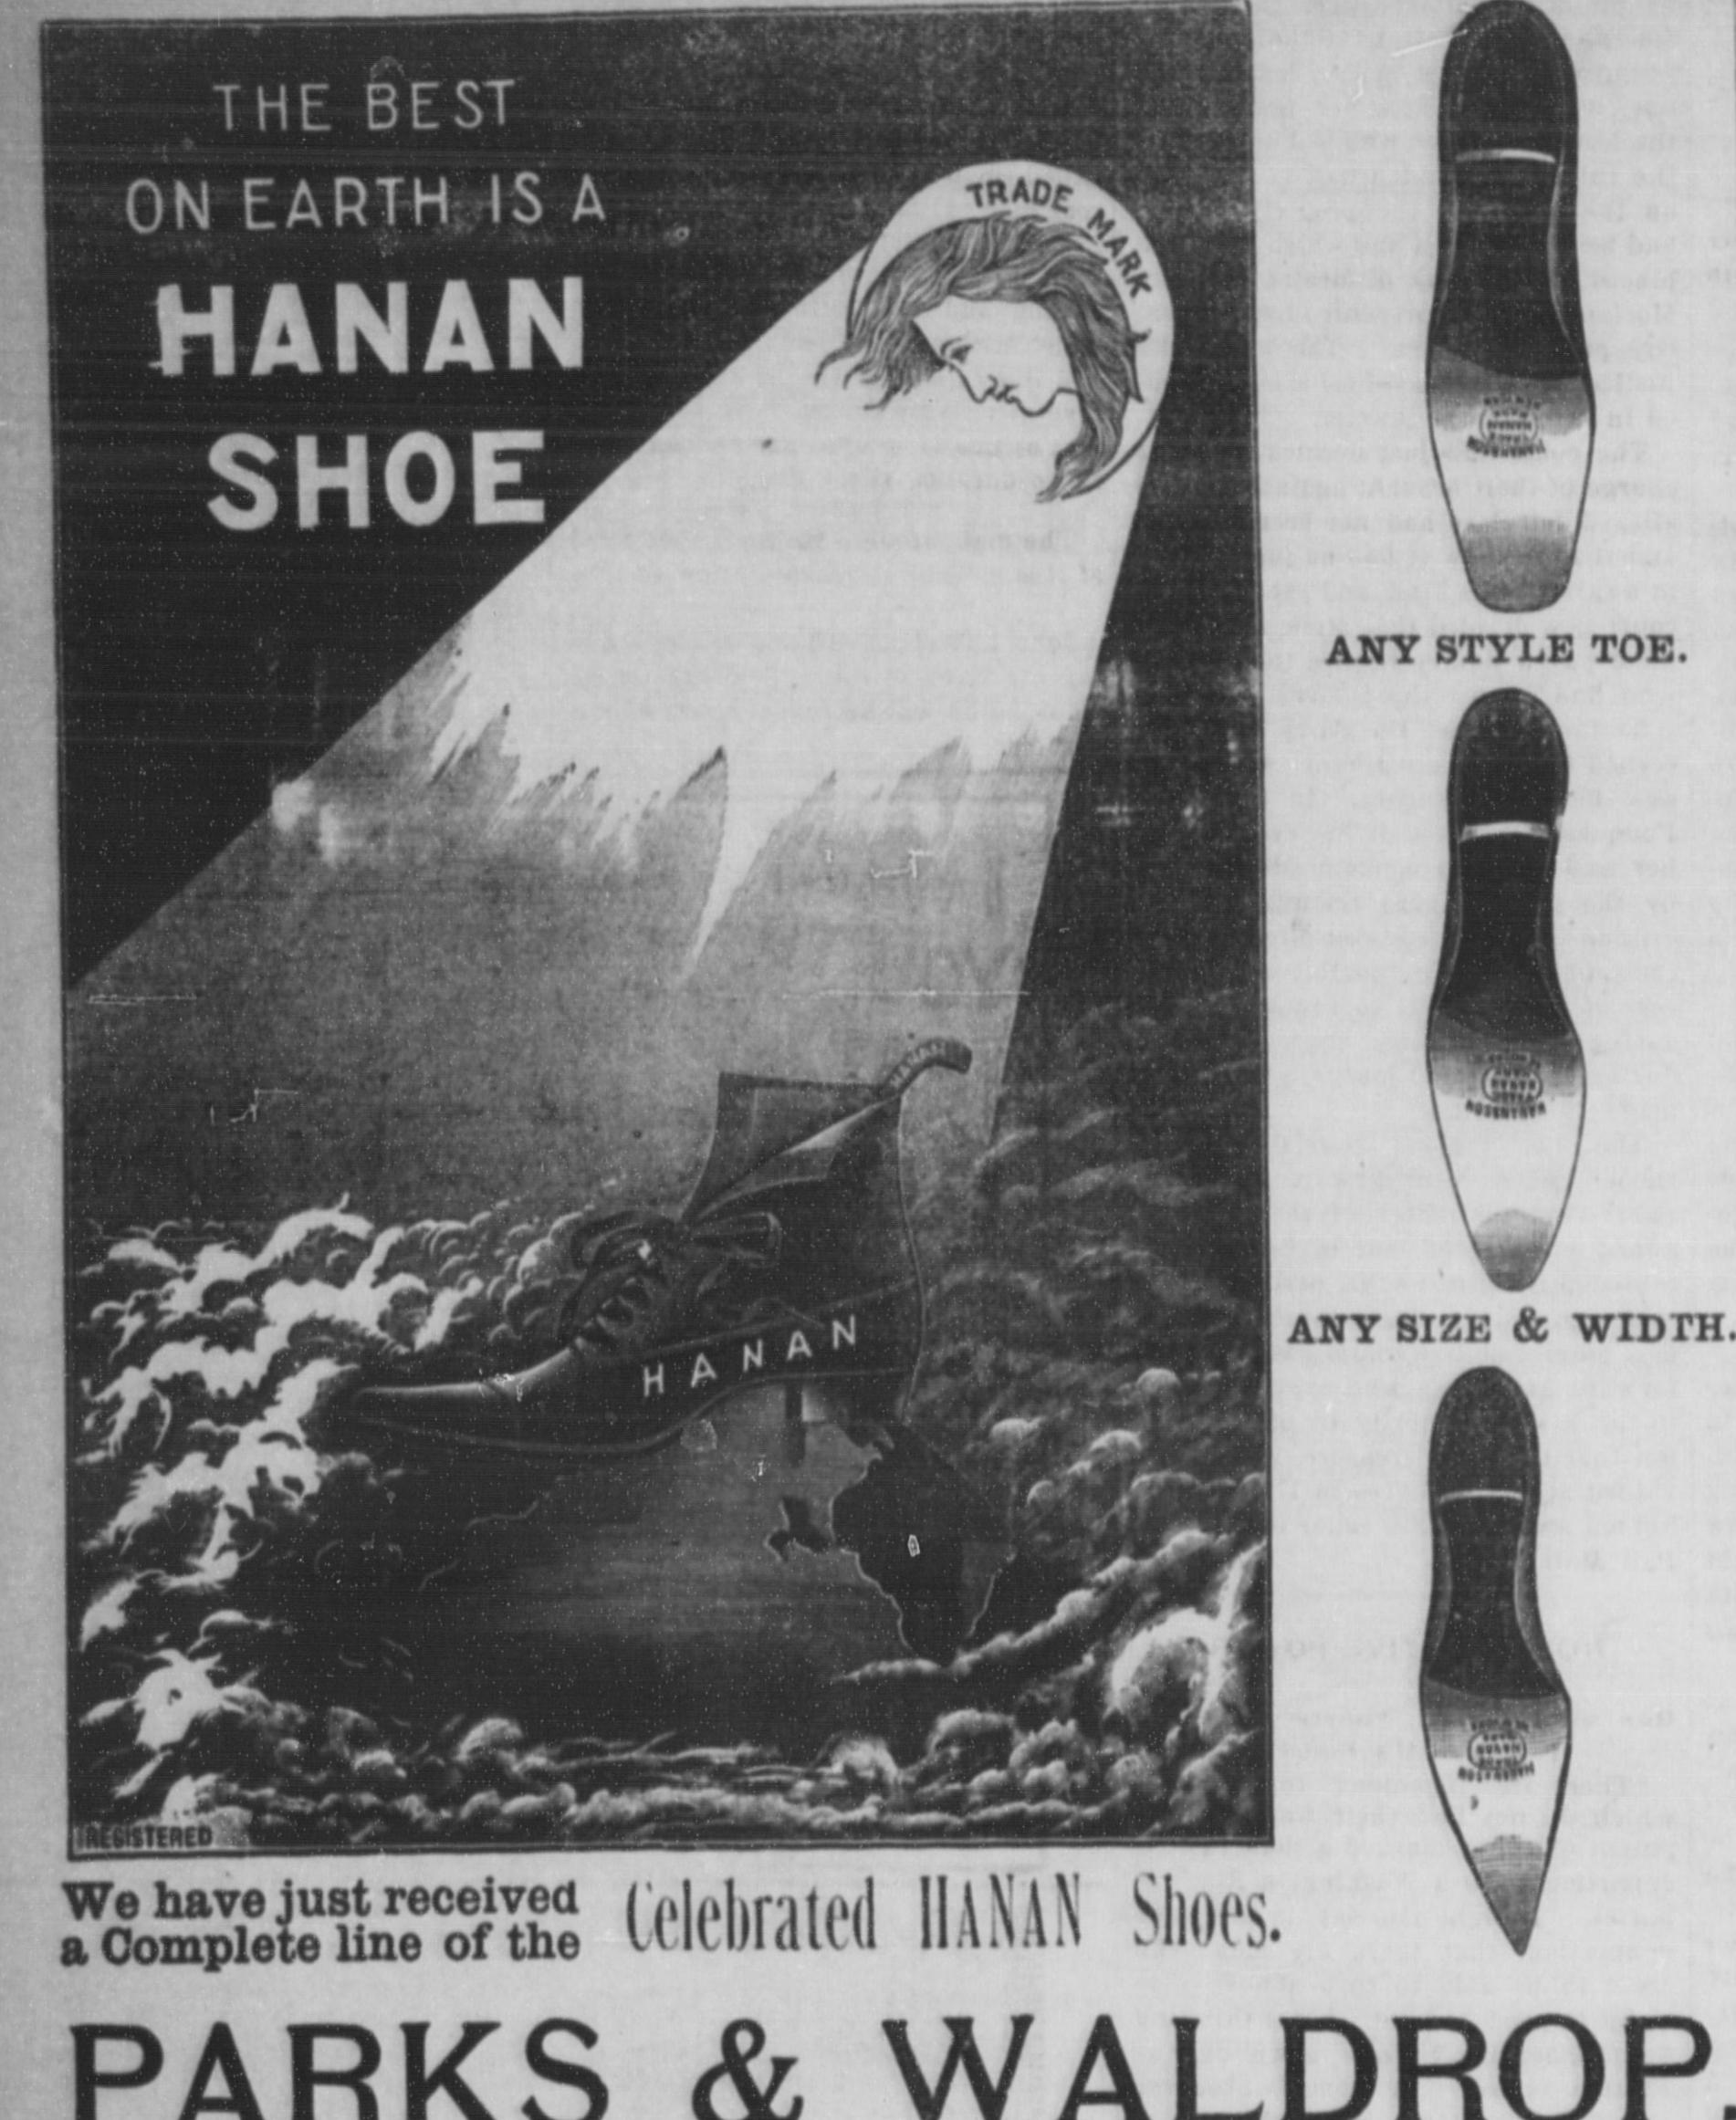 THE BEST
ON EARTH IS A
HANAN
SHOE
TRADE MARK
HANAN
HANAN
REGISTERED
ANY STYLE TOE.
ANY SIZE & WIDTH.
We have just received
a Complete line of the
Celebrated HANAN Shoes.
PARKS & WALDROP.